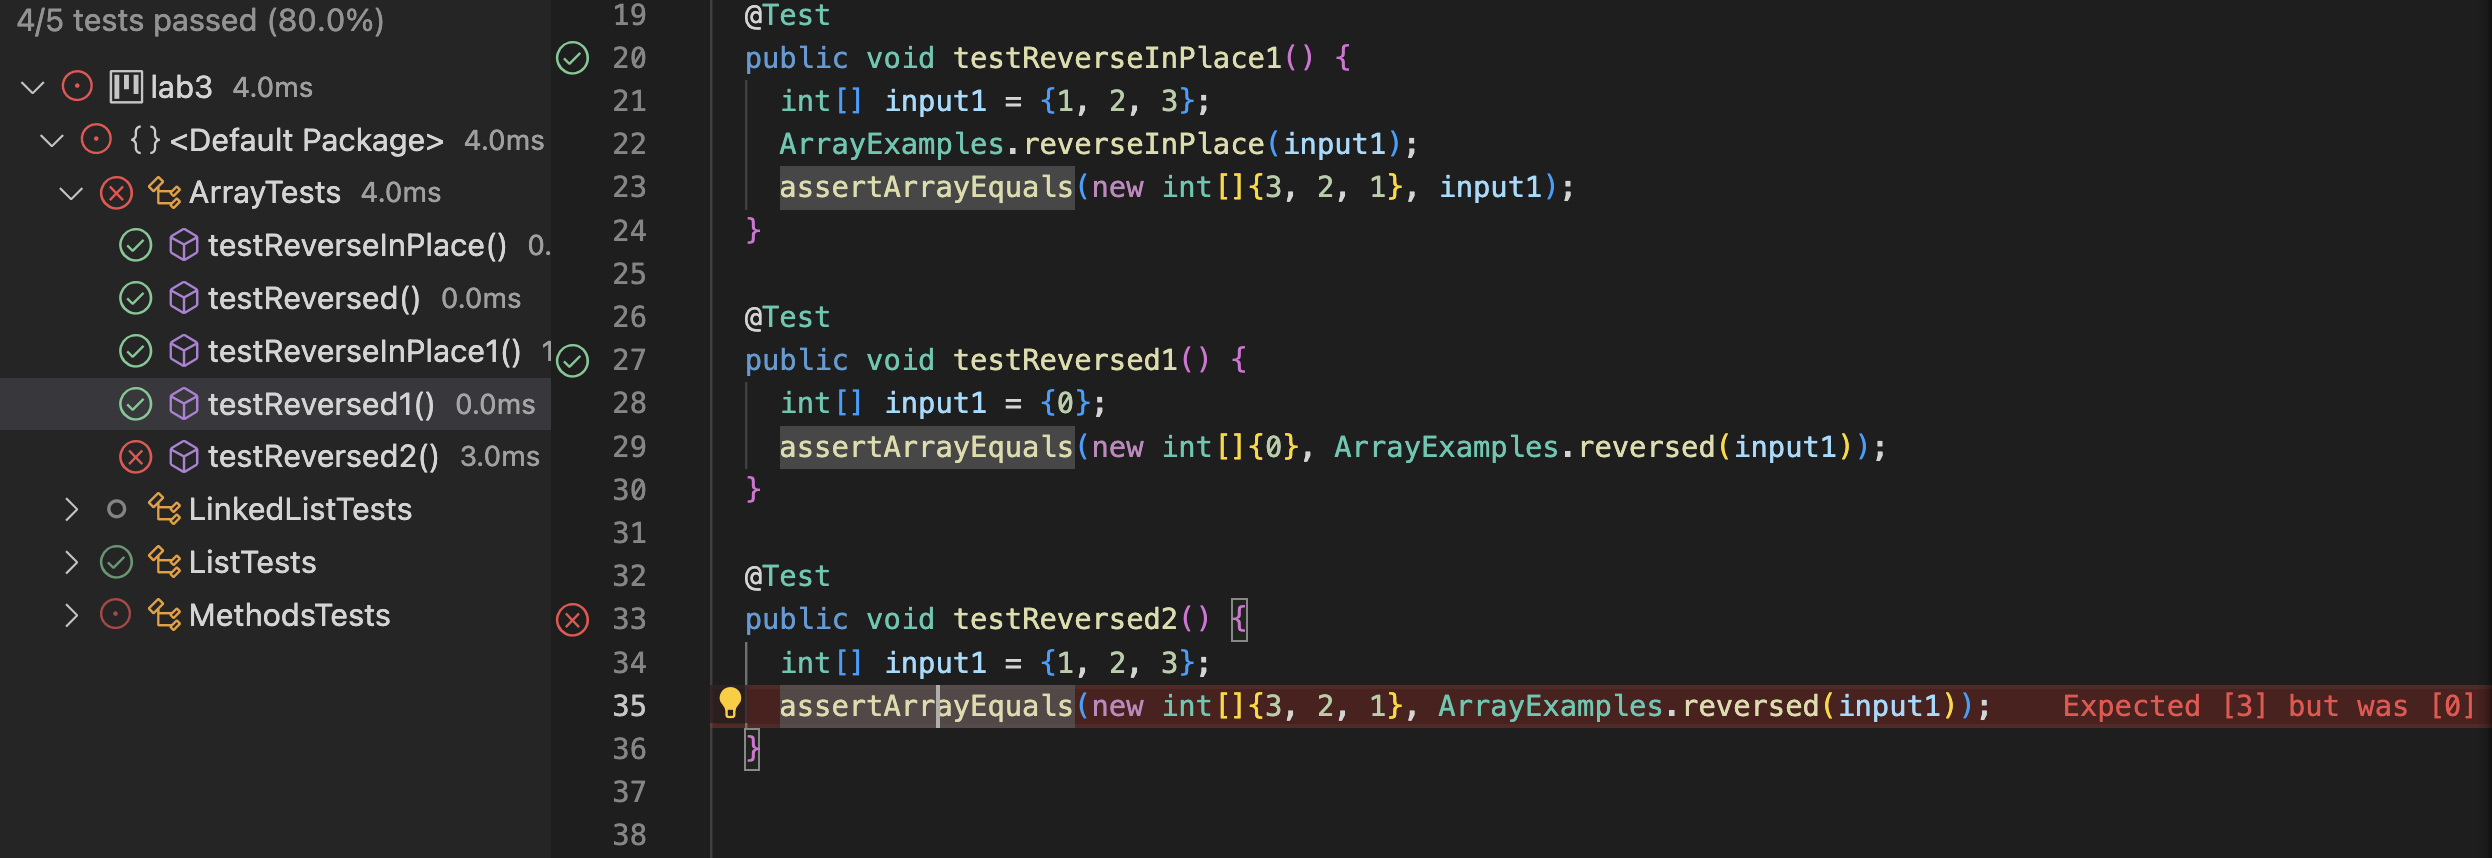 4/5 tests passed (80.0%)
lab3 4.0ms
{} <Default Package> 4.0ms
ArrayTests 4.0ms
testReverseInPlace() 0.
testReversed() 0.0ms
testReverseInPlace1() 1
testReversed1() 0.0ms
testReversed2() 3.0ms
LinkedListTests
ListTests
MethodsTests
19 @Test
20 public void testReverseInPlace1() {
21 int[] input1 = {1, 2, 3};
22 ArrayExamples.reverseInPlace(input1);
23 assertArrayEquals(new int[]{3, 2, 1}, input1);
24 }
25
26 @Test
27 public void testReversed1() {
28 int[] input1 = {0};
29 assertArrayEquals(new int[]{0}, ArrayExamples.reversed(input1));
30 }
31
32 @Test
33 public void testReversed2() {
34 int[] input1 = {1, 2, 3};
35 assertArrayEquals(new int[]{3, 2, 1}, ArrayExamples.reversed(input1)); Expected [3] but was [0]
36 }
37
38